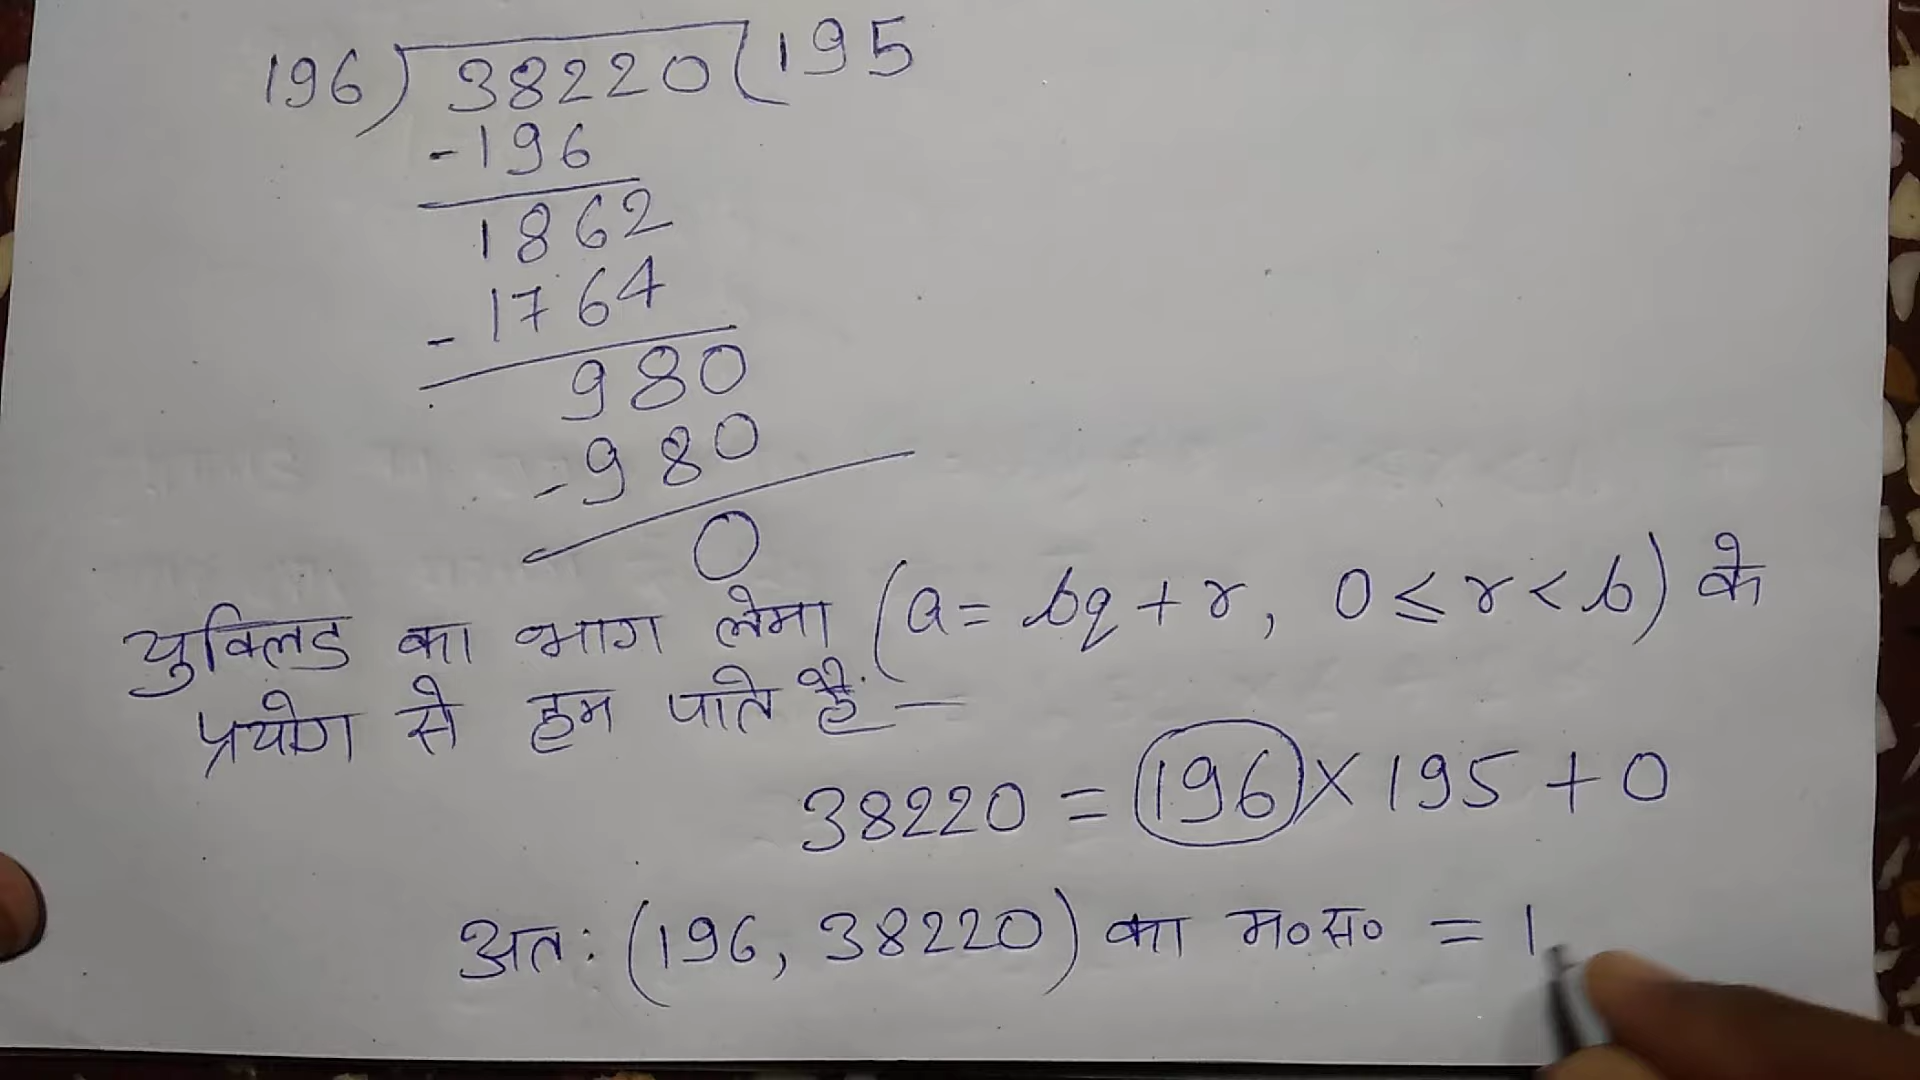 196) 38220 (195
-196
1862
-1764
980
-980
0
युक्लिड का भाग लेमा (a = bq + r, 0 ≤ r < b) के
प्रयोग से हम पाते हैं:—
38220 = 196 × 195 + 0
अत: (196, 38220) का म०स० = 1